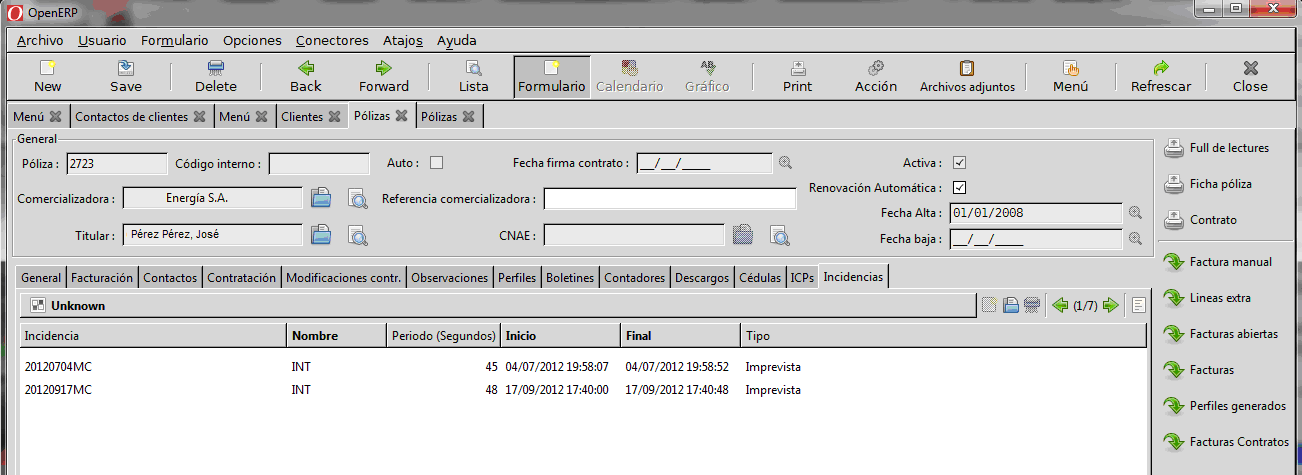 OpenERP
Archivo Usuario Formulario Opciones Conectores Atajos Ayuda
New Save Delete Back Forward Lista Formulario Calendario Gráfico Print Acción Archivos adjuntos Menú Refrescar Close
Menú Contactos de clientes Menú Clientes Pólizas Pólizas
General
Póliza : 2723 Código interno : Auto : Fecha firma contrato : __/__/____ Activa :
Renovación Automática :
Comercializadora : Energía S.A. Referencia comercializadora :
Fecha Alta : 01/01/2008
Titular : Pérez Pérez, José CNAE :
Fecha baja : __/__/____
General Facturación Contactos Contratación Modificaciones contr. Observaciones Perfiles Boletines Contadores Descargos Cédulas ICPs Incidencias
Unknown (1/7)
Incidencia Nombre Periodo (Segundos) Inicio Final Tipo
20120704MC INT 45 04/07/2012 19:58:07 04/07/2012 19:58:52 Imprevista
20120917MC INT 48 17/09/2012 17:40:00 17/09/2012 17:40:48 Imprevista
Full de lectures
Ficha póliza
Contrato
Factura manual
Lineas extra
Facturas abiertas
Facturas
Perfiles generados
Facturas Contratos